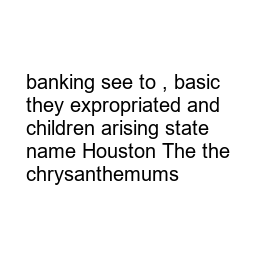 banking see to , basic
they expropriated and
children arising state
name Houston The the
chrysanthemums